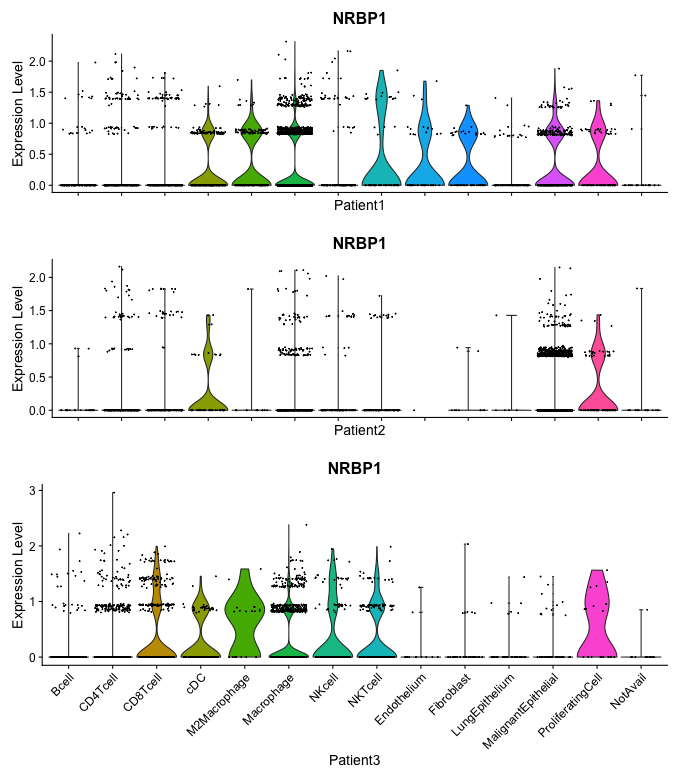 NRBP1
Expression Level
2.0
1.5
1.0
0.5
0.0
Patient1
NRBP1
Expression Level
2.0
1.5
1.0
0.5
0.0
Patient2
NRBP1
Expression Level
3
2
1
0
Bcell
CD4Tcell
CD8Tcell
cDC
M2Macrophage
Macrophage
NKcell
NKTcell
Endothelium
Fibroblast
LungEpithelium
MalignantEpithelial
ProliferatingCell
NotAvail
Patient3